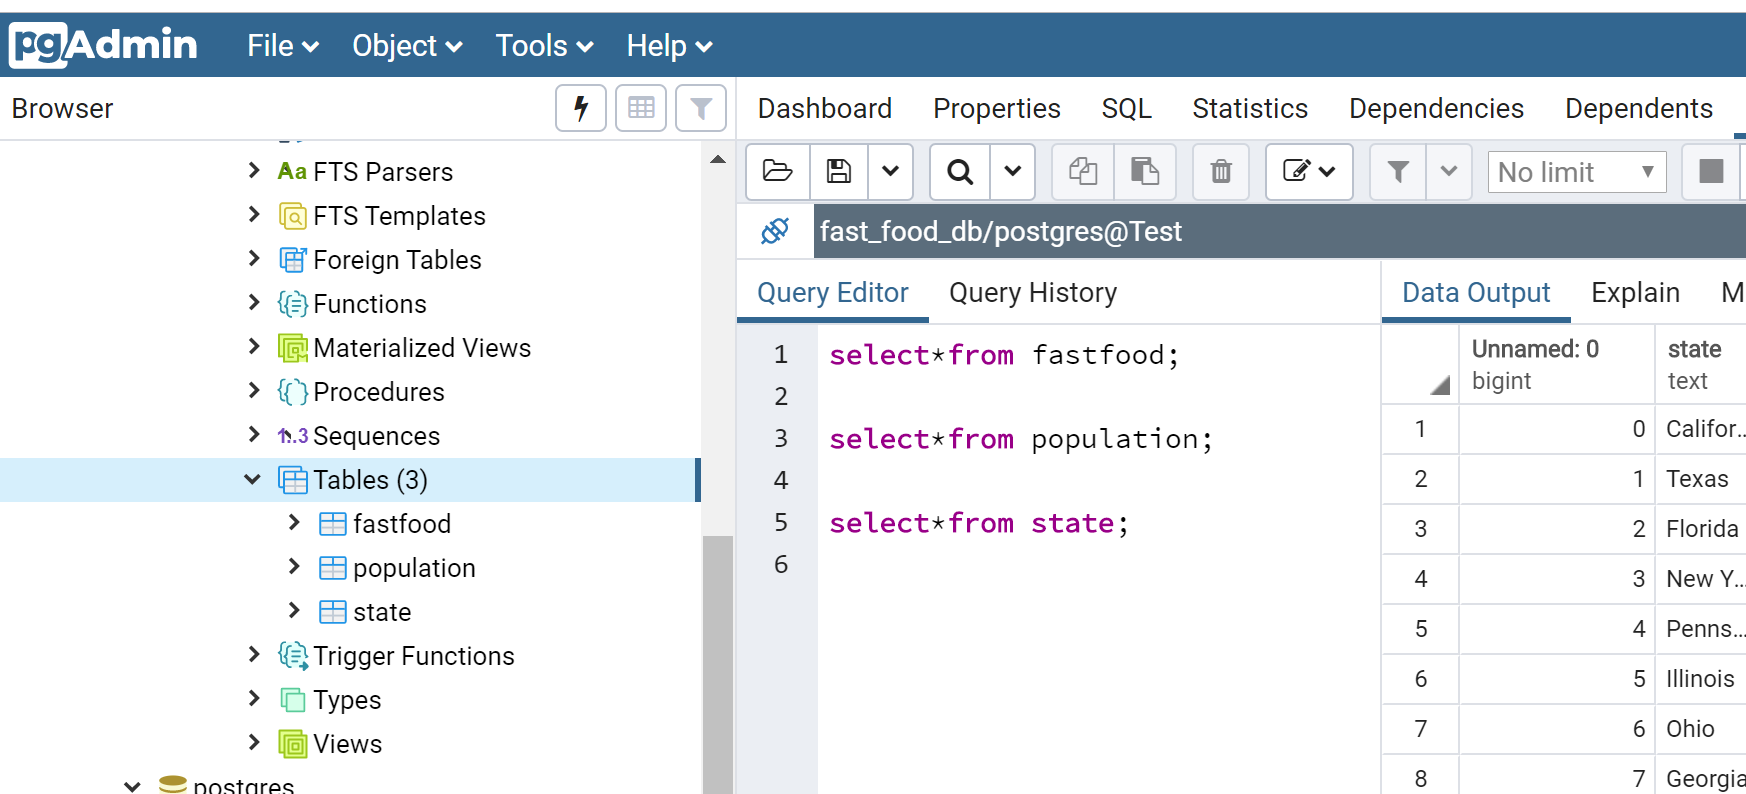 pgAdmin File Object Tools Help
Browser
Dashboard Properties SQL Statistics Dependencies Dependents
No limit
fast_food_db/postgres@Test
Aa FTS Parsers
FTS Templates
Foreign Tables
Functions
Materialized Views
Procedures
1..3 Sequences
Tables (3)
fastfood
population
state
Trigger Functions
Types
Views
postgres
Query Editor Query History
1 select*from fastfood;
2
3 select*from population;
4
5 select*from state;
6
Data Output Explain M
Unnamed: 0 state
bigint text
1 0 Califor...
2 1 Texas
3 2 Florida
4 3 New Y...
5 4 Penns...
6 5 Illinois
7 6 Ohio
8 7 Georgia